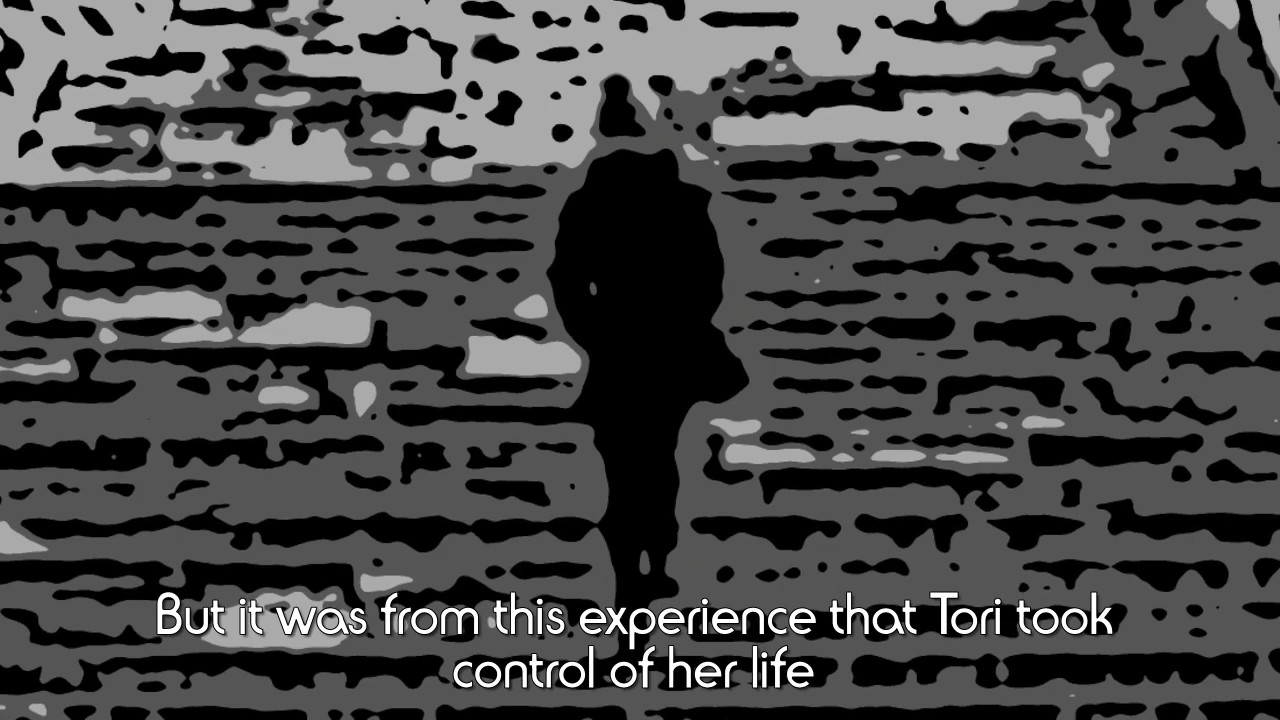 But it was from this experience that Tori took
control of her life